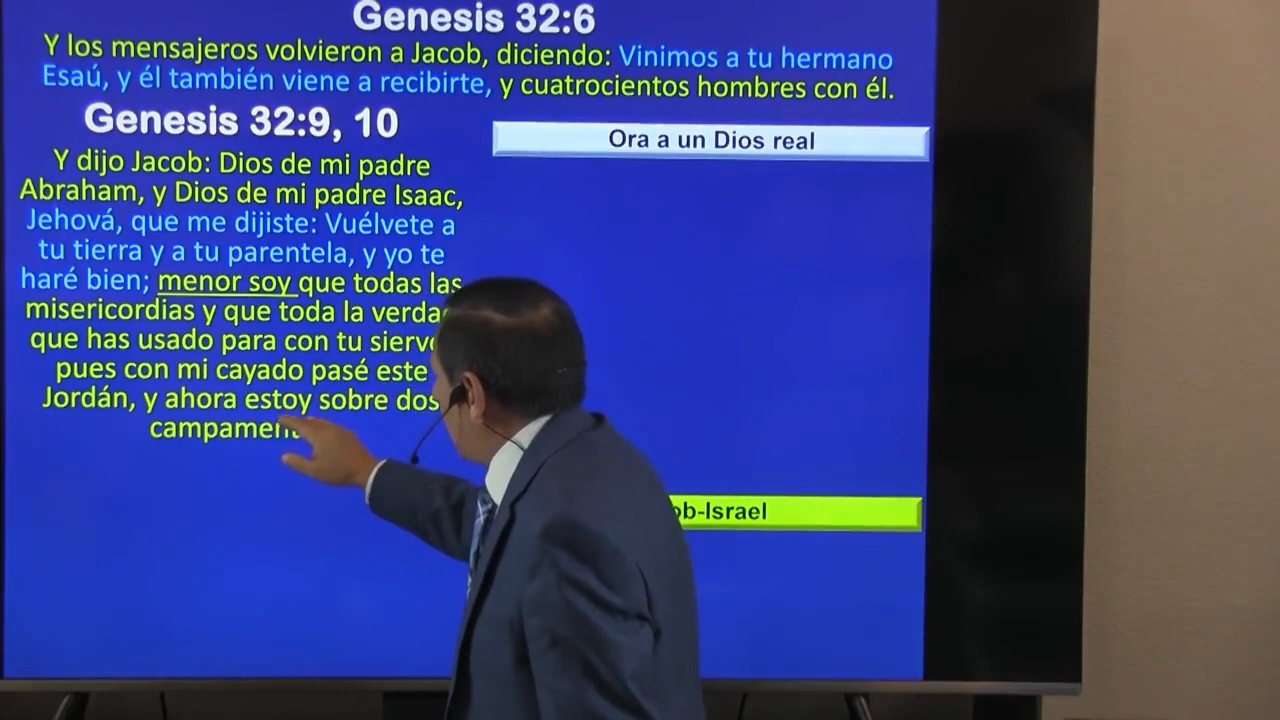 Genesis 32:6
Y los mensajeros volvieron a Jacob, diciendo: Vinimos a tu hermano
Esaú, y él también viene a recibirte, y cuatrocientos hombres con él.
Genesis 32:9, 10
Ora a un Dios real
Y dijo Jacob: Dios de mi padre
Abraham, y Dios de mi padre Isaac,
Jehová, que me dijiste: Vuélvete a
tu tierra y a tu parentela, y yo te
haré bien; menor soy que todas las
misericordias y que toda la
que has usado para con tu
pues con mi cayado pasé este
Jordán, y ahora estoy sobre dos
-Israel